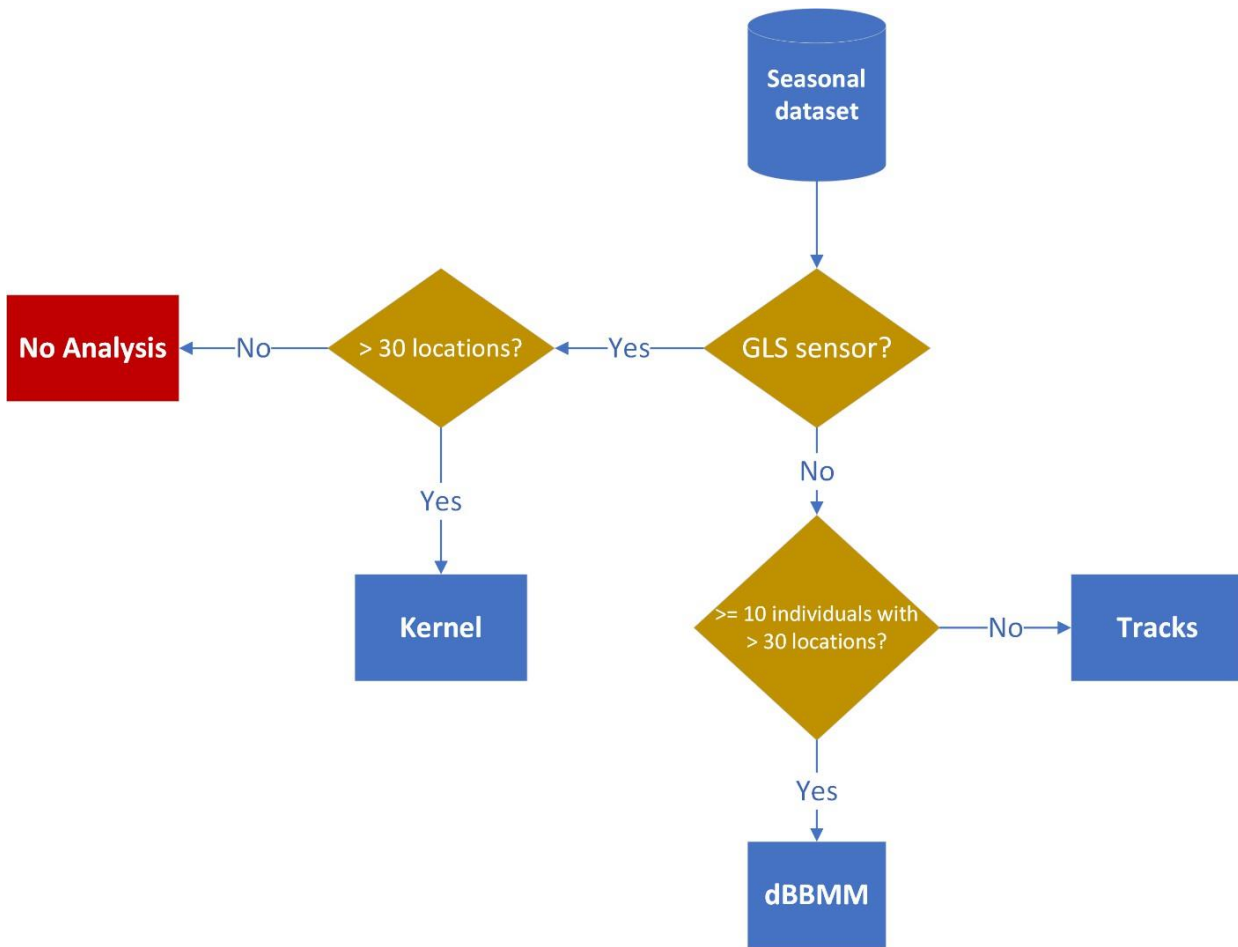 Seasonal
dataset
No Analysis
No
> 30 locations?
Yes
GLS sensor?
Yes
No
Kernel
>= 10 individuals with
> 30 locations?
No
Tracks
Yes
dBBMM